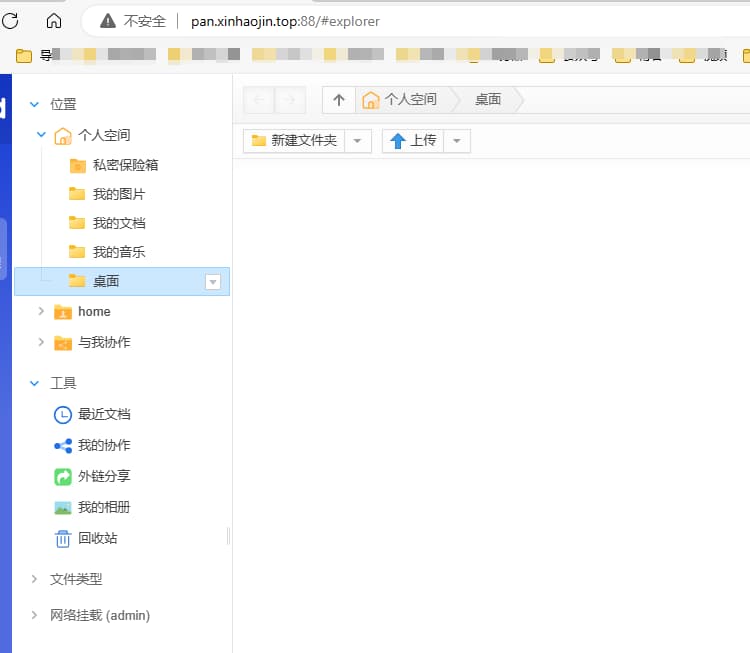 不安全 pan.xinhaojin.top:88/#explorer
导
位置
个人空间
私密保险箱
我的图片
我的文档
我的音乐
桌面
home
与我协作
工具
最近文档
我的协作
外链分享
我的相册
回收站
文件类型
网络挂载 (admin)
个人空间 桌面
新建文件夹 上传